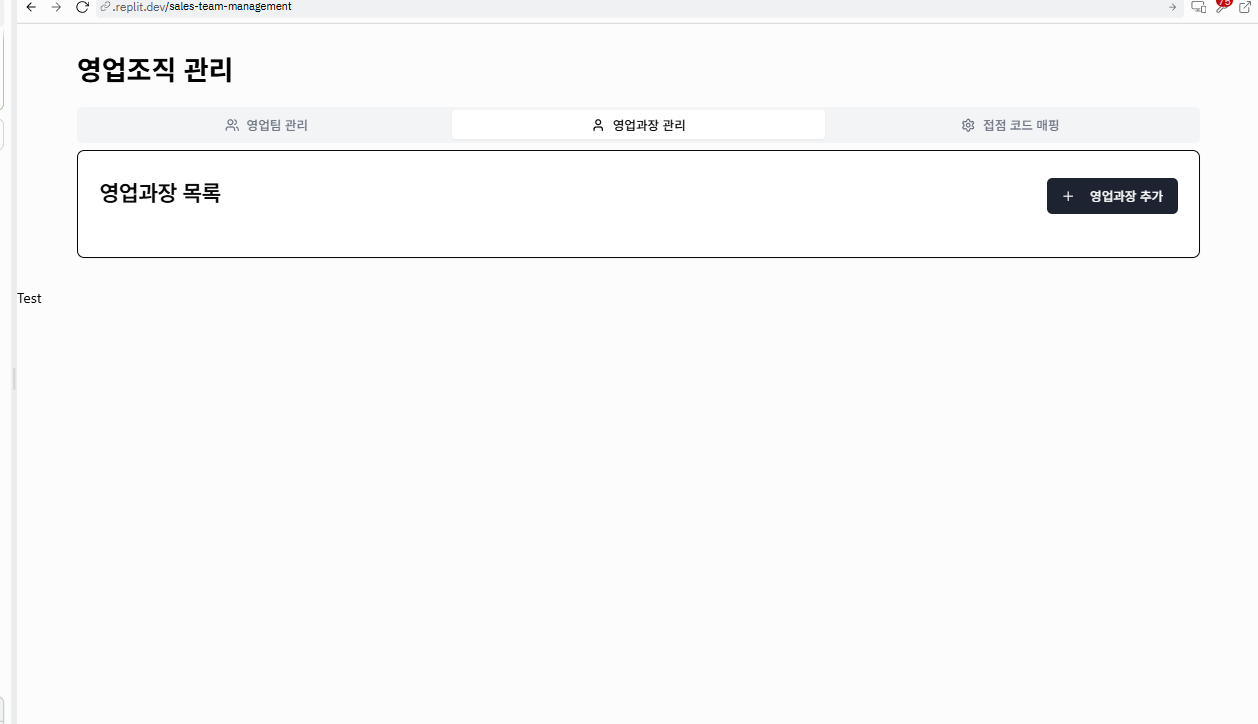 .replit.dev/sales-team-management
75
영업조직 관리
영업팀 관리
영업과장 관리
접점 코드 매핑
영업과장 목록
+ 영업과장 추가
Test